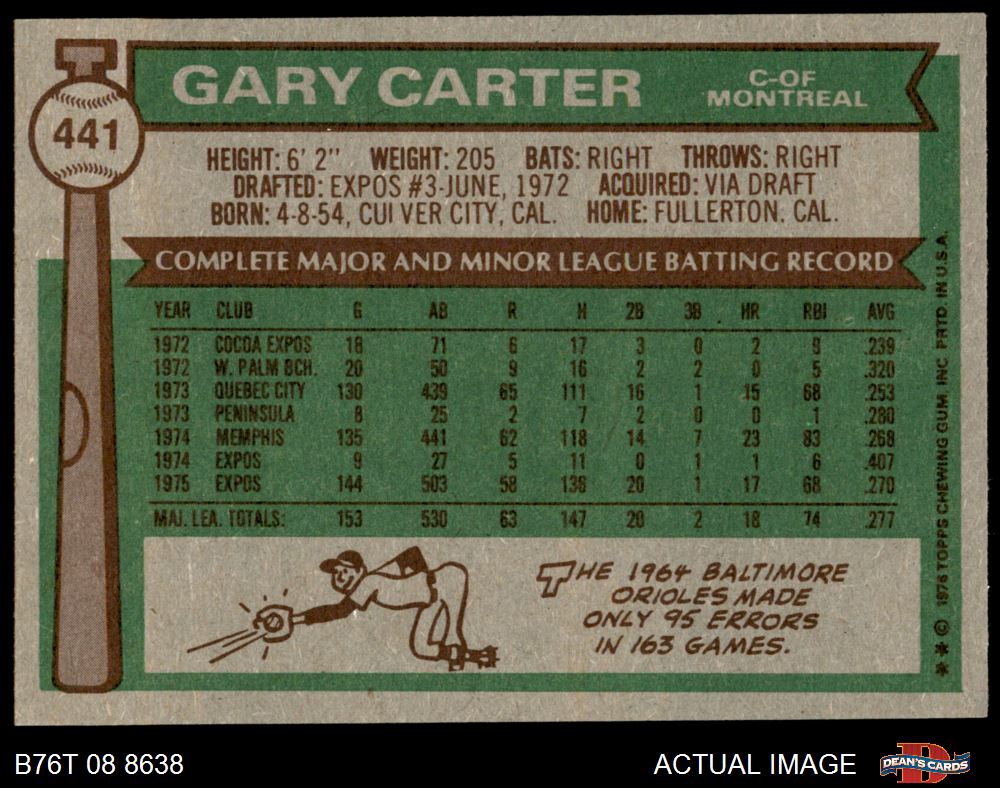 GARY CARTER
C-OF
MONTREAL
441
HEIGHT: 6' 2" WEIGHT: 205 BATS: RIGHT THROWS: RIGHT
DRAFTED: EXPOS #3-JUNE, 1972 ACQUIRED: VIA DRAFT
BORN: 4-8-54, CUI VER CITY, CAL. HOME: FULLERTON. CAL.
COMPLETE MAJOR AND MINOR LEAGUE BATTING RECORD
YEAR CLUB G AB R H 2B 3B HR RBI AVG
1972 COCOA EXPOS 18 71 6 17 3 0 2 9 .239
1972 W. PALM BCH. 20 50 9 16 2 2 0 5 .320
1973 QUEBEC CITY 130 439 65 111 16 1 15 68 .253
1973 PENINSULA 8 25 2 7 2 0 0 1 .280
1974 MEMPHIS 135 441 62 118 14 7 23 83 .268
1974 EXPOS 9 27 5 11 0 1 1 6 .407
1975 EXPOS 144 503 58 136 20 1 17 68 .270
MAJ. LEA. TOTALS: 153 530 63 147 20 2 18 74 .277
THE 1964 BALTIMORE
ORIOLES MADE
ONLY 95 ERRORS
IN 163 GAMES.
** © 1976 TOPPS CHEWING GUM INC PRTD. IN U.S.A.
B76T 08 8638
ACTUAL IMAGE
D
DEAN'S CARDS